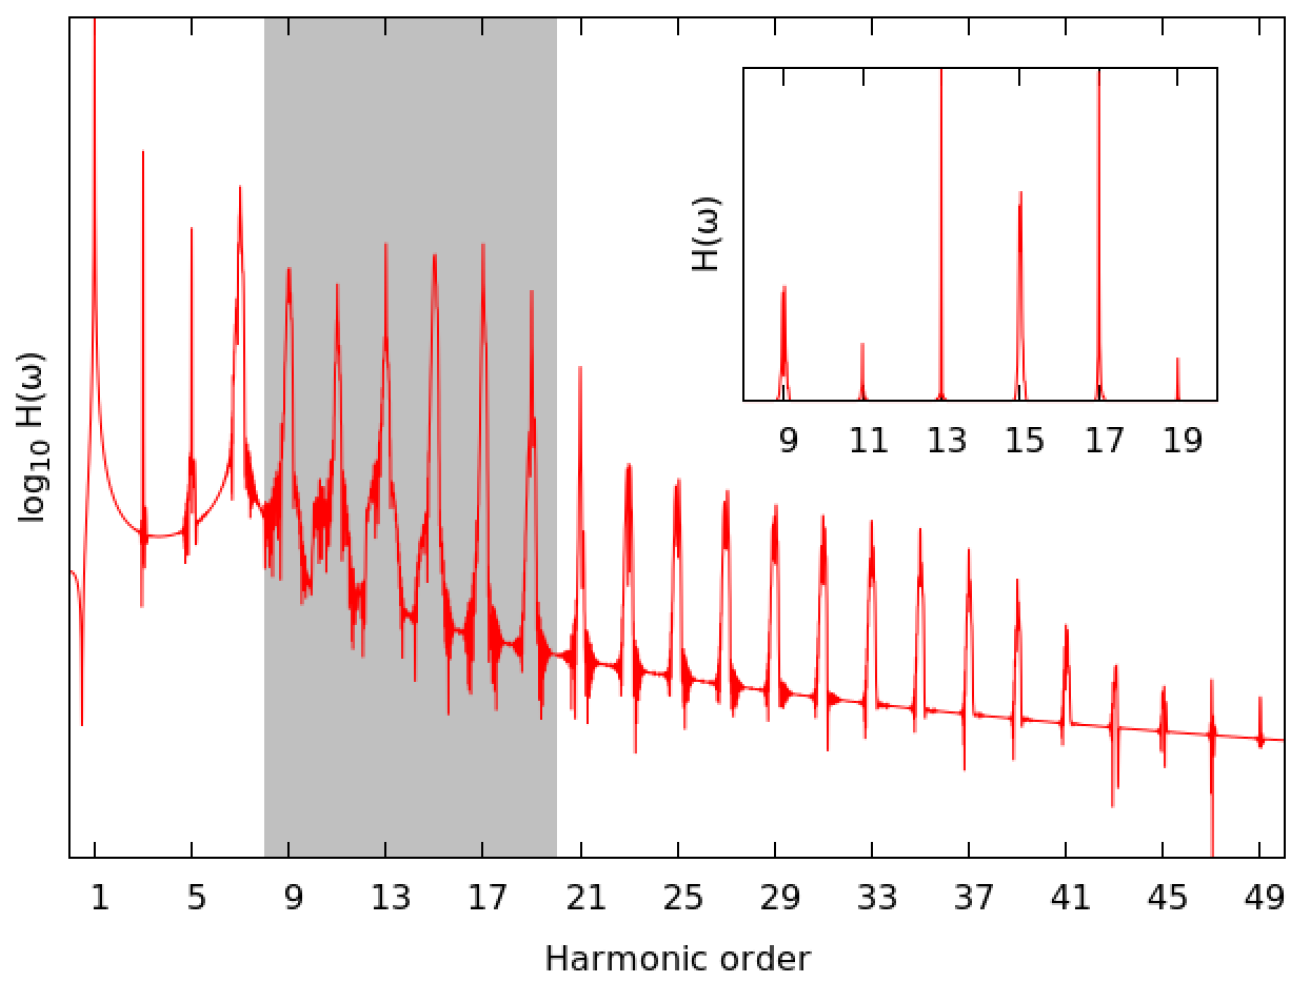 H(ω)
9 11 13 15 17 19
log10 H(ω)
1 5 9 13 17 21 25 29 33 37 41 45 49
Harmonic order